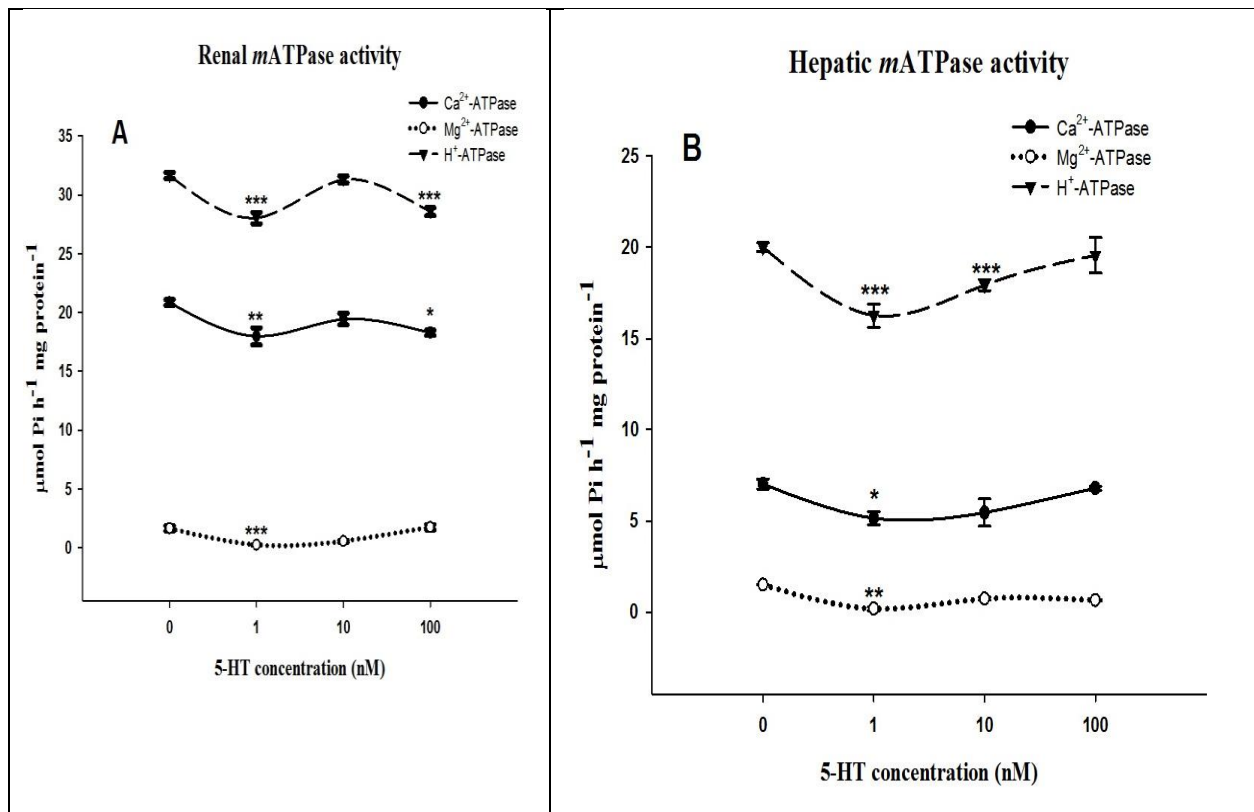 Renal mATPase activity
Ca²⁺-ATPase
Mg²⁺-ATPase
H⁺-ATPase
A
35
30
25
20
15
10
5
0
***
***
**
*
***
μmol Pi h⁻¹ mg protein⁻¹
0 1 10 100
5-HT concentration (nM)
Hepatic mATPase activity
Ca²⁺-ATPase
Mg²⁺-ATPase
H⁺-ATPase
B
25
20
15
10
5
0
***
***
*
**
μmol Pi h⁻¹ mg protein⁻¹
0 1 10 100
5-HT concentration (nM)